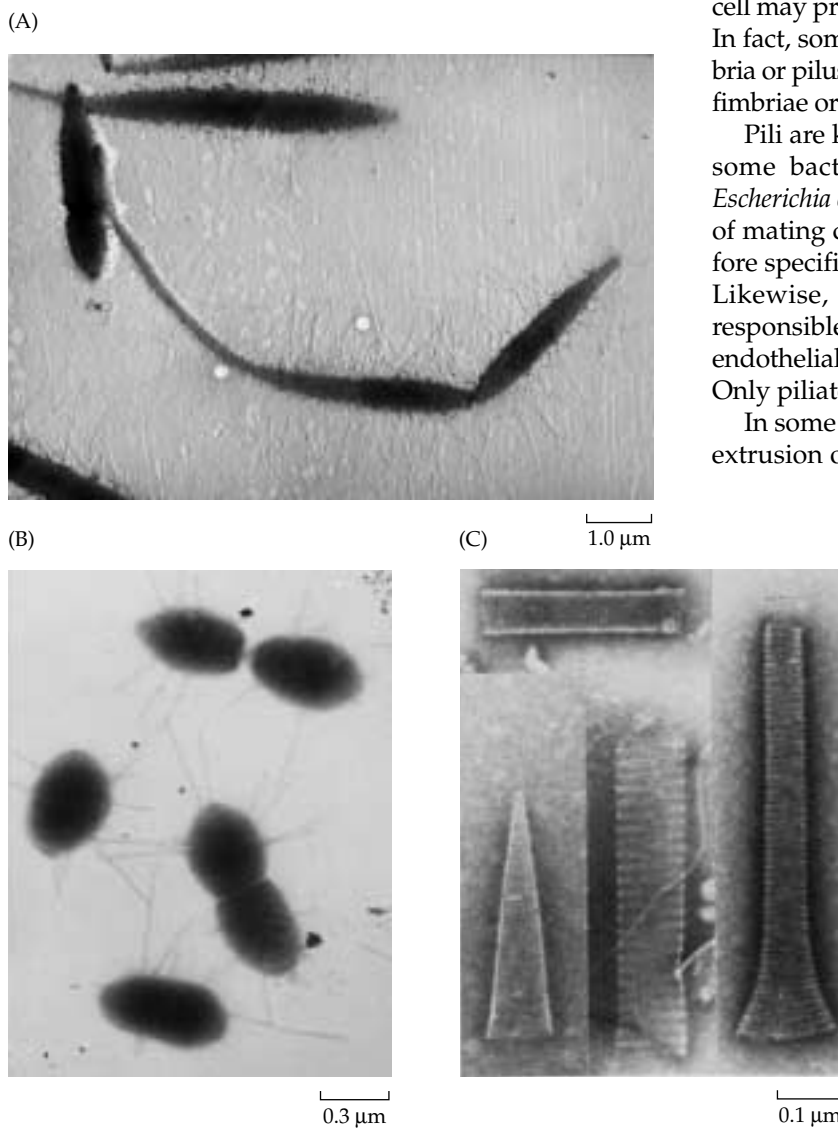 (A)
cell may pr
In fact, som
bria or pilus
fimbriae or
Pili are k
some bact
Escherichia
of mating
fore specifi
Likewise,
responsible
endothelial
Only piliat
In some
extrusion o
1.0 μm
(B)
(C)
0.3 μm
0.1 μm